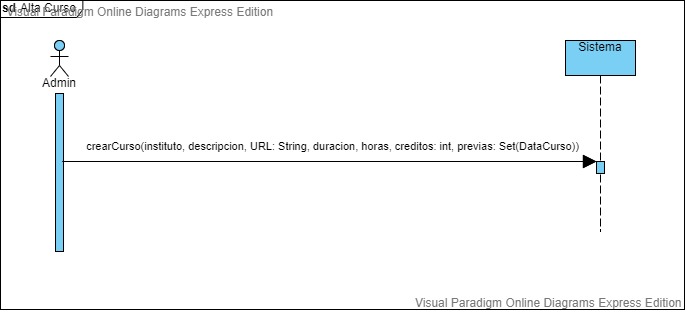 sd Alta Curso
Visual Paradigm Online Diagrams Express Edition
Sistema
Admin
crearCurso(instituto, descripcion, URL: String, duracion, horas, creditos: int, previas: Set(DataCurso))
Visual Paradigm Online Diagrams Express Edition